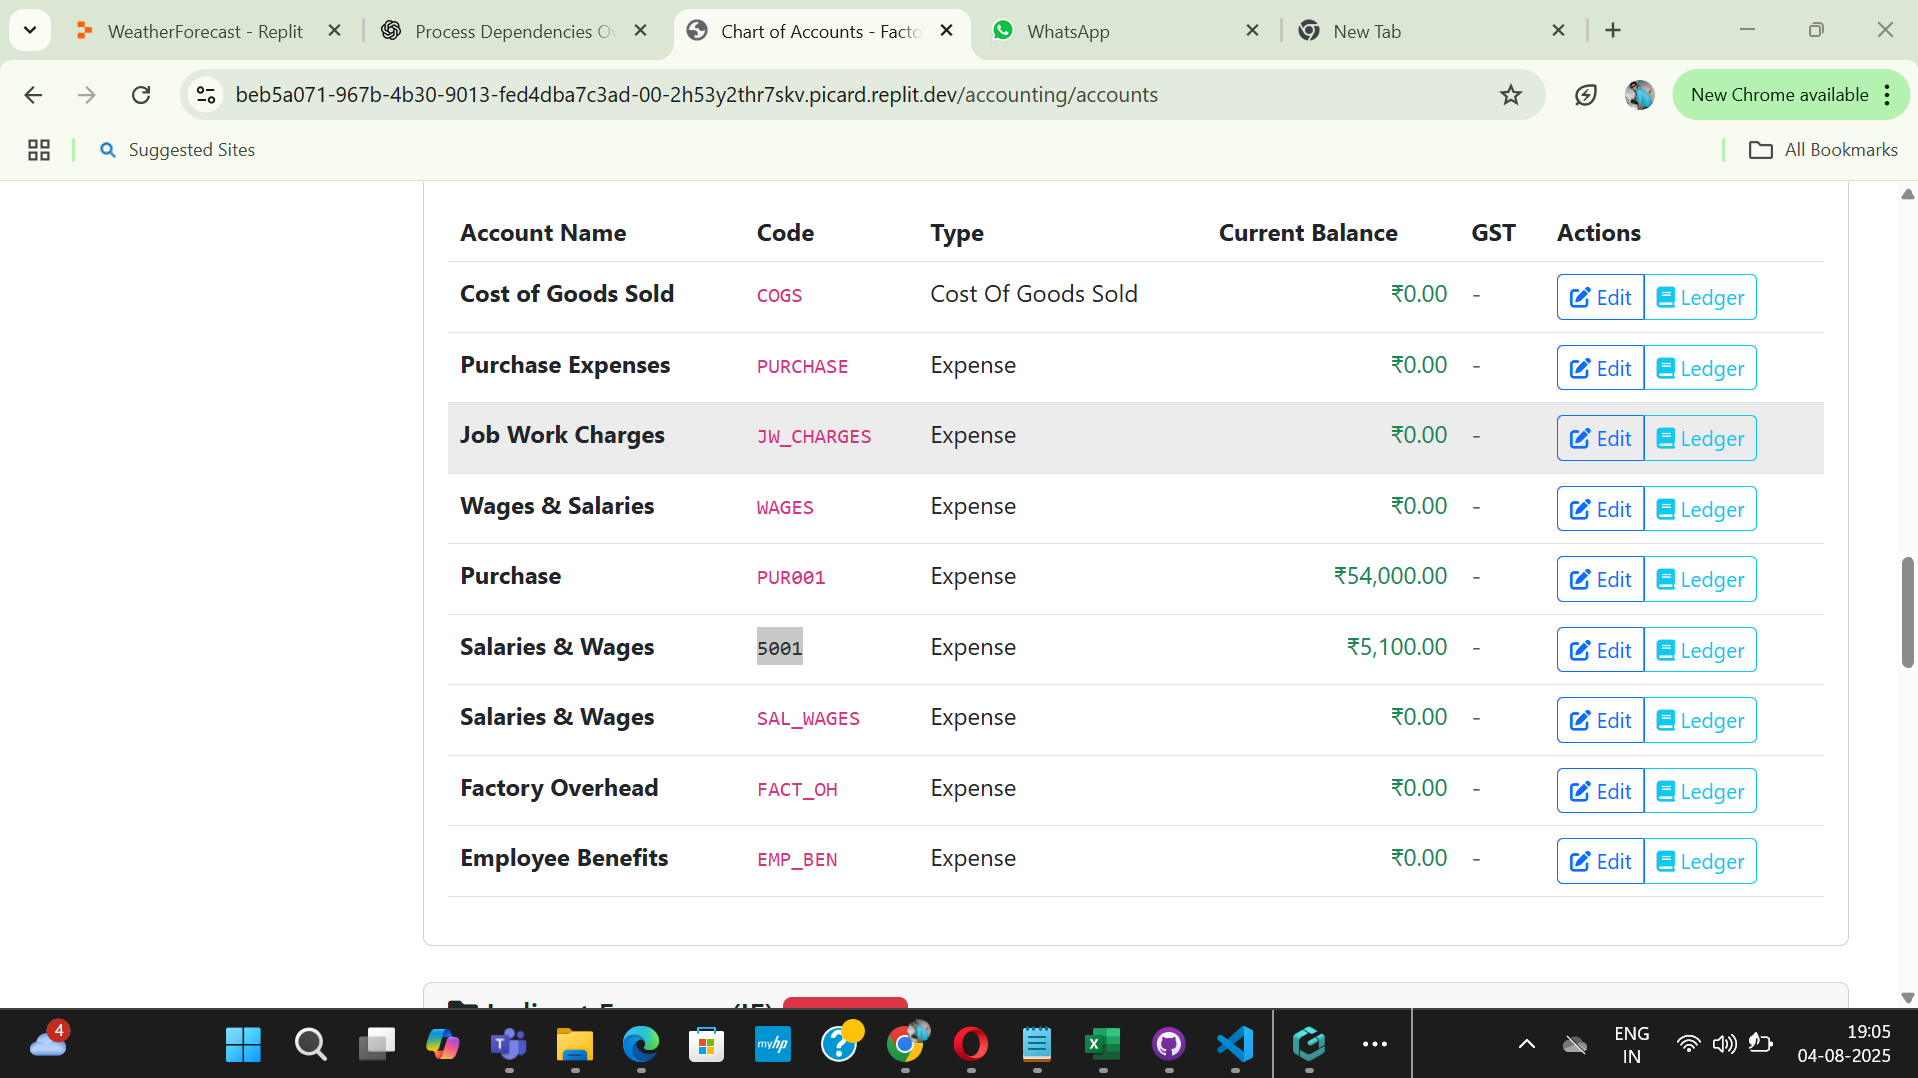 WeatherForecast - Replit
Process Dependencies Ov
Chart of Accounts - Facto
WhatsApp
New Tab
beb5a071-967b-4b30-9013-fed4dba7c3ad-00-2h53y2thr7skv.picard.replit.dev/accounting/accounts
New Chrome available
Suggested Sites
All Bookmarks
Account Name Code Type Current Balance GST Actions
Cost of Goods Sold COGS Cost Of Goods Sold ₹0.00 - Edit Ledger
Purchase Expenses PURCHASE Expense ₹0.00 - Edit Ledger
Job Work Charges JW_CHARGES Expense ₹0.00 - Edit Ledger
Wages & Salaries WAGES Expense ₹0.00 - Edit Ledger
Purchase PUR001 Expense ₹54,000.00 - Edit Ledger
Salaries & Wages 5001 Expense ₹5,100.00 - Edit Ledger
Salaries & Wages SAL_WAGES Expense ₹0.00 - Edit Ledger
Factory Overhead FACT_OH Expense ₹0.00 - Edit Ledger
Employee Benefits EMP_BEN Expense ₹0.00 - Edit Ledger
4
myhp
ENG
IN
19:05
04-08-2025